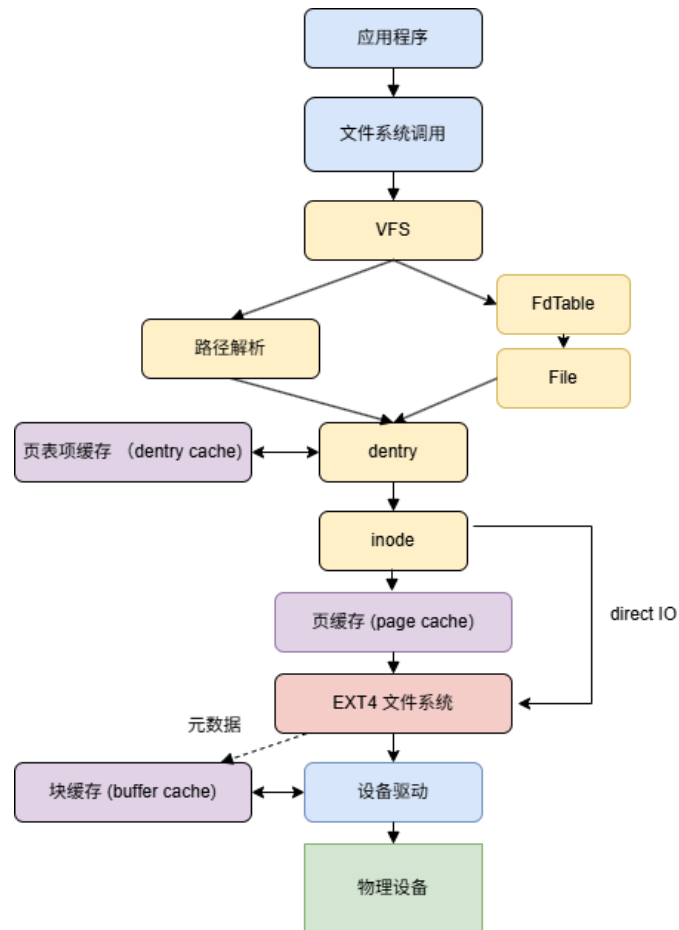 应用程序
文件系统调用
VFS
FdTable
路径解析
File
页表项缓存 （dentry cache)
dentry
inode
页缓存 (page cache)
direct IO
EXT4 文件系统
元数据
块缓存 (buffer cache)
设备驱动
物理设备